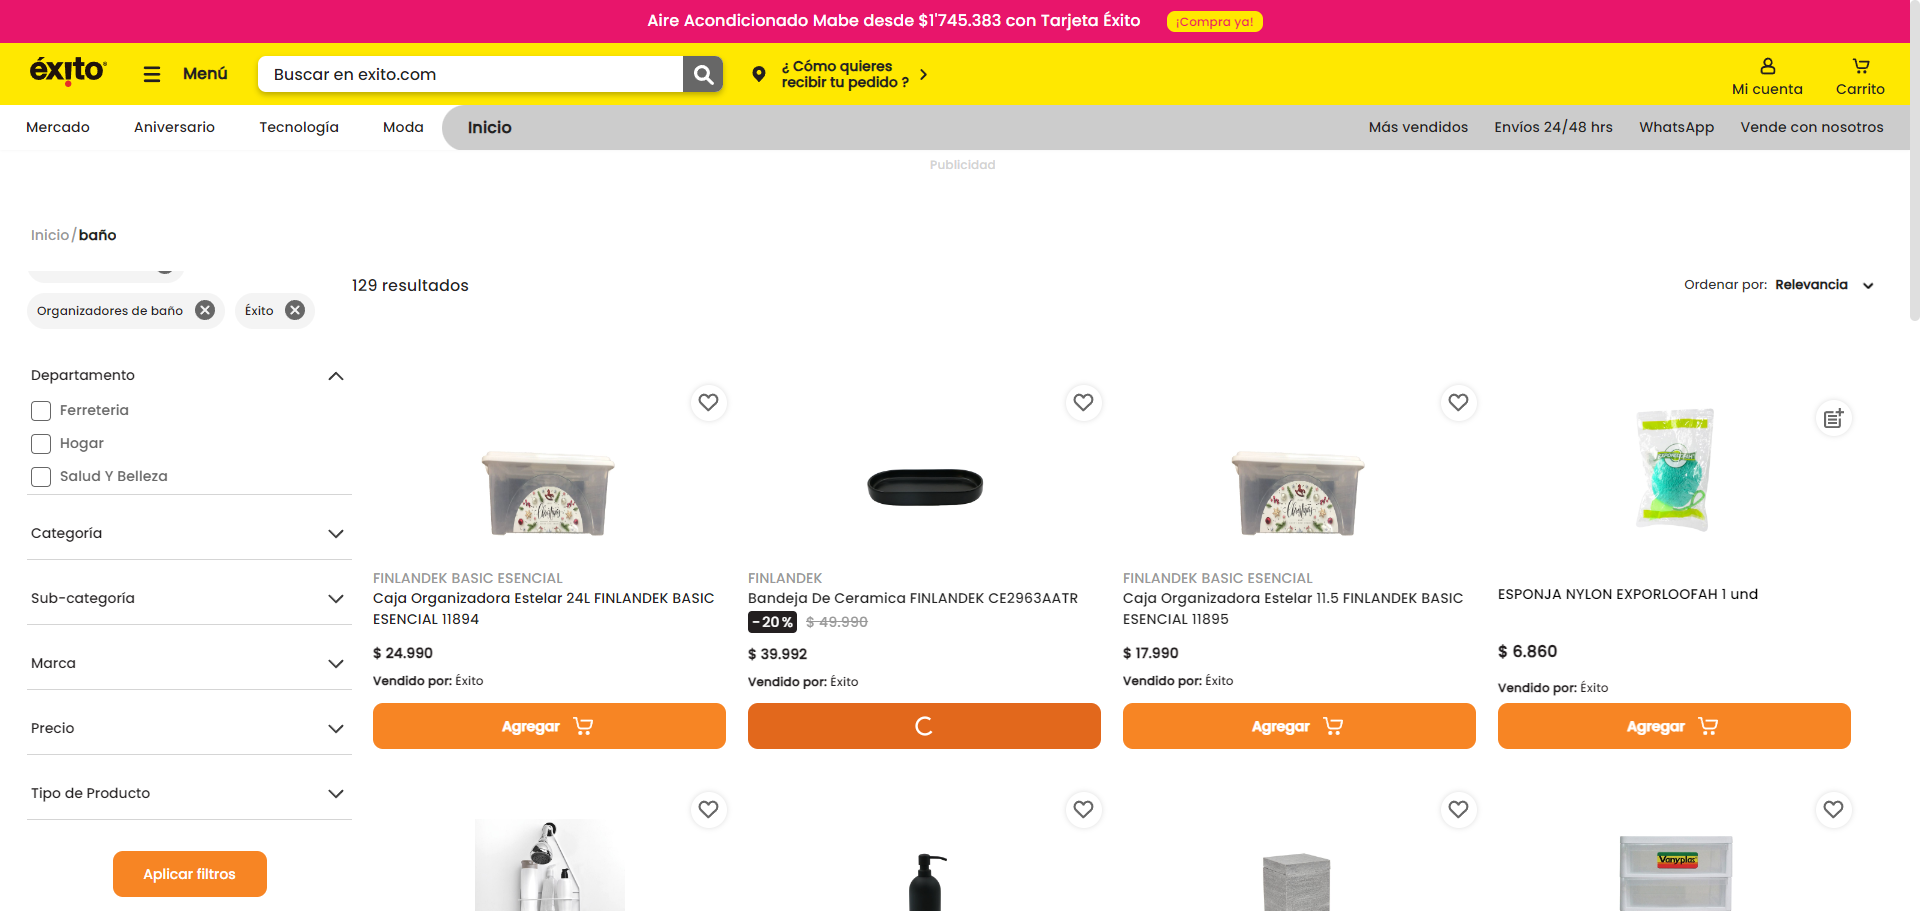 Aire Acondicionado Mabe desde $1'745.383 con Tarjeta Éxito ¡Compra ya!
éxito
Menú
Buscar en exito.com
¿ Cómo quieres
recibir tu pedido ?
Mi cuenta
Carrito
Mercado Aniversario Tecnología Moda Inicio Más vendidos Envíos 24/48 hrs WhatsApp Vende con nosotros
Publicidad
Inicio/baño
129 resultados
Ordenar por: Relevancia
Organizadores de baño
Éxito
Departamento
Ferreteria
Hogar
Salud Y Belleza
Categoría
Sub-categoría
Marca
Precio
Tipo de Producto
Aplicar filtros
Christmas
FINLANDEK BASIC ESENCIAL
Caja Organizadora Estelar 24L FINLANDEK BASIC
ESENCIAL 11894
$ 24.990
Vendido por: Éxito
Agregar
FINLANDEK
Bandeja De Ceramica FINLANDEK CE2963AATR
-20% $ 49.990
$ 39.992
Vendido por: Éxito
Christmas
FINLANDEK BASIC ESENCIAL
Caja Organizadora Estelar 11.5 FINLANDEK BASIC
ESENCIAL 11895
$ 17.990
Vendido por: Éxito
Agregar
ESPONJA NYLON EXPORLOOFAH 1 und
$ 6.860
Vendido por: Éxito
Agregar
Vanyplas